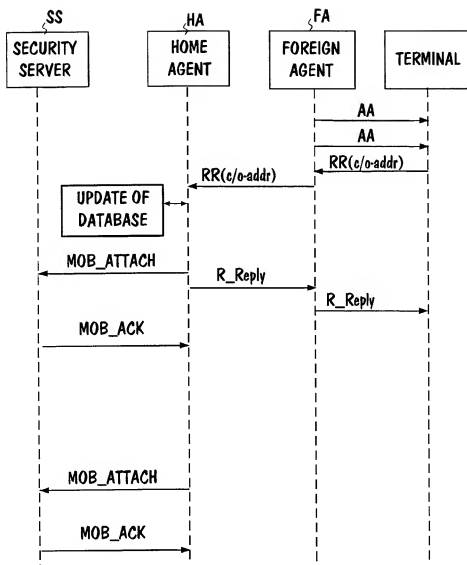 SS
HA
FA
SECURITY
SERVER
HOME
AGENT
FOREIGN
AGENT
TERMINAL
AA
AA
RR(c/o-addr)
RR(c/o-addr)
UPDATE OF
DATABASE
MOB_ATTACH
R_Reply
R_Reply
MOB_ACK
MOB_ATTACH
MOB_ACK